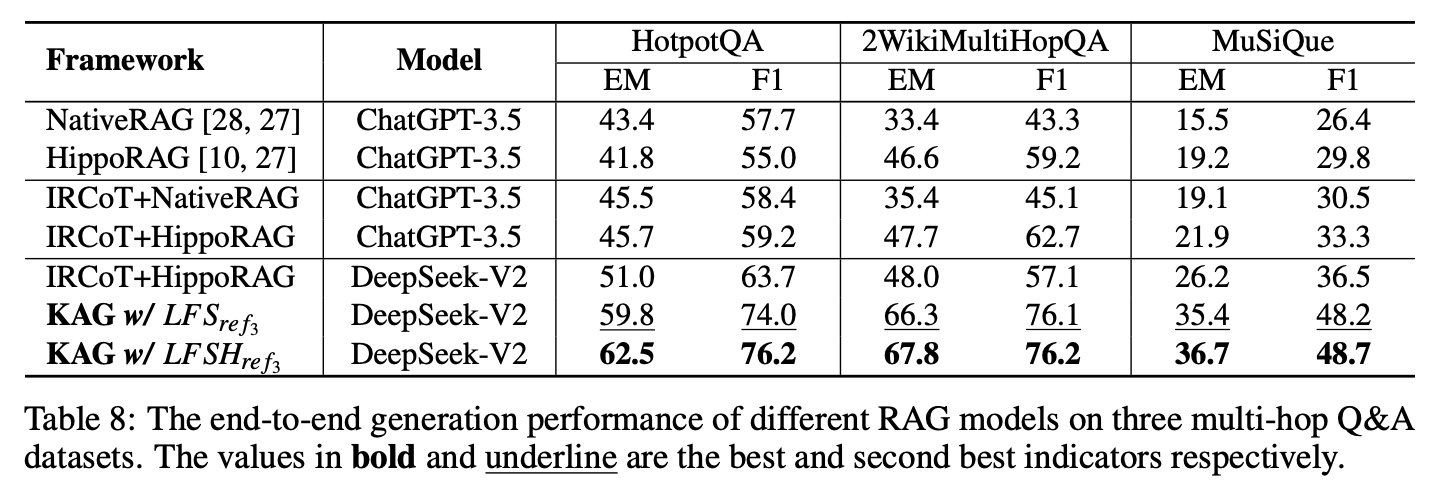 Framework Model HotpotQA 2WikiMultiHopQA MuSiQue
EM F1 EM F1 EM F1
NativeRAG [28, 27] ChatGPT-3.5 43.4 57.7 33.4 43.3 15.5 26.4
HippoRAG [10, 27] ChatGPT-3.5 41.8 55.0 46.6 59.2 19.2 29.8
IRCoT+NativeRAG ChatGPT-3.5 45.5 58.4 35.4 45.1 19.1 30.5
IRCoT+HippoRAG ChatGPT-3.5 45.7 59.2 47.7 62.7 21.9 33.3
IRCoT+HippoRAG DeepSeek-V2 51.0 63.7 48.0 57.1 26.2 36.5
KAG w/ LFSref3 DeepSeek-V2 59.8 74.0 66.3 76.1 35.4 48.2
KAG w/ LFSHref3 DeepSeek-V2 62.5 76.2 67.8 76.2 36.7 48.7
Table 8: The end-to-end generation performance of different RAG models on three multi-hop Q&A
datasets. The values in bold and underline are the best and second best indicators respectively.